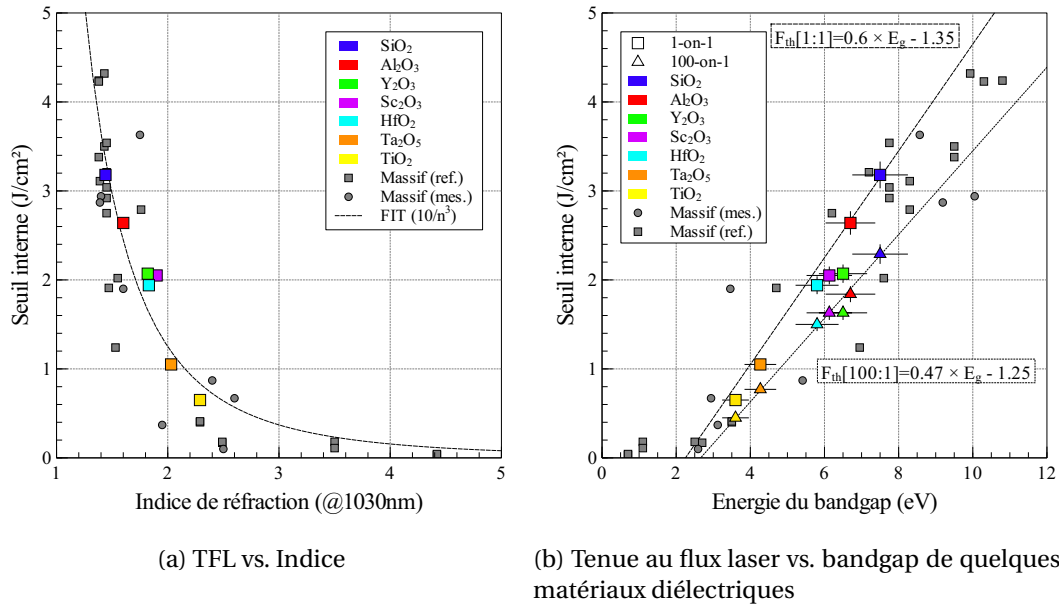 5
4
3
2
1
0
Seuil interne (J/cm²)
1 2 3 4 5
Indice de réfraction (@1030nm)
SiO₂
Al₂O₃
Y₂O₃
Sc₂O₃
HfO₂
Ta₂O₅
TiO₂
Massif (ref.)
Massif (mes.)
FIT (10/n³)
(a) TFL vs. Indice
5
4
3
2
1
0
Seuil interne (J/cm²)
0 2 4 6 8 10 12
Energie du bandgap (eV)
1-on-1
100-on-1
SiO₂
Al₂O₃
Y₂O₃
Sc₂O₃
HfO₂
Ta₂O₅
TiO₂
Massif (mes.)
Massif (ref.)
Fₜₕ[1:1]=0.6 × E_g - 1.35
Fₜₕ[100:1]=0.47 × E_g - 1.25
(b) Tenue au flux laser vs. bandgap de quelques
matériaux diélectriques